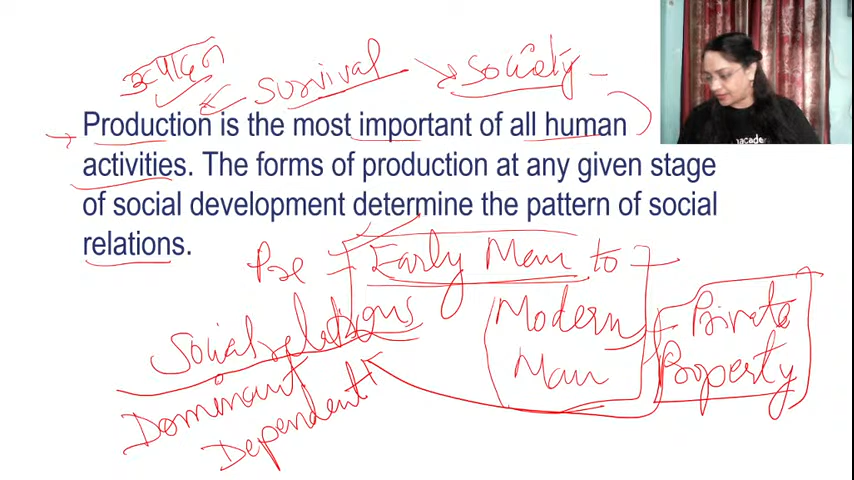 उत्पादन
Survival
Society
Production is the most important of all human
activities. The forms of production at any given stage
of social development determine the pattern of social
relations.
Pre
Early Man to
Social relations
Modern
Man
Private
Property
Dominant
Dependent